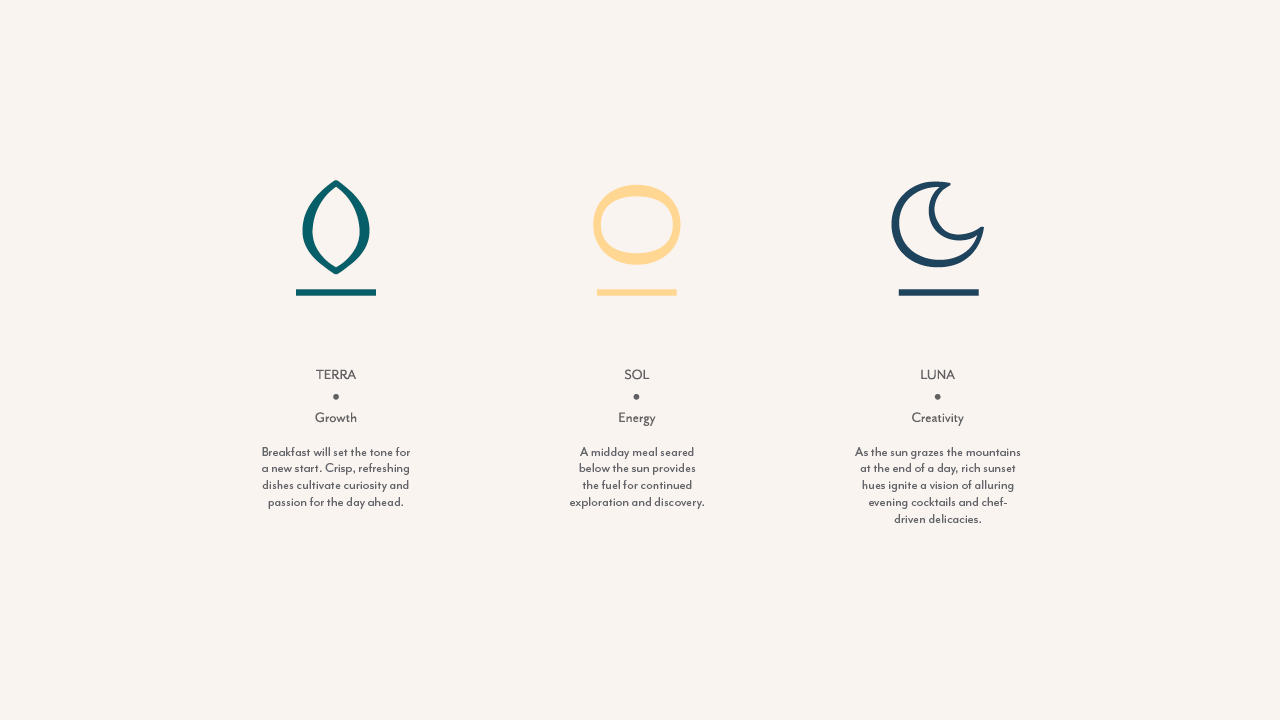 TERRA
•
Growth
Breakfast will set the tone for
a new start. Crisp, refreshing
dishes cultivate curiosity and
passion for the day ahead.
SOL
•
Energy
A midday meal seared
below the sun provides
the fuel for continued
exploration and discovery.
LUNA
•
Creativity
As the sun grazes the mountains
at the end of a day, rich sunset
hues ignite a vision of alluring
evening cocktails and chef-
driven delicacies.